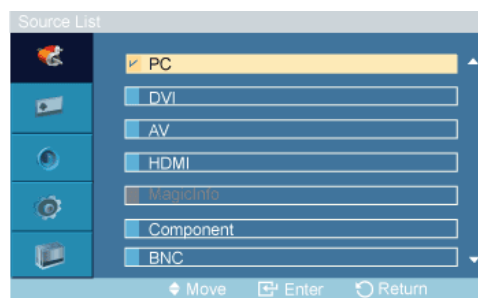 Source List
PC
DVI
AV
HDMI
MagicInfo
Component
BNC
Move Enter Return